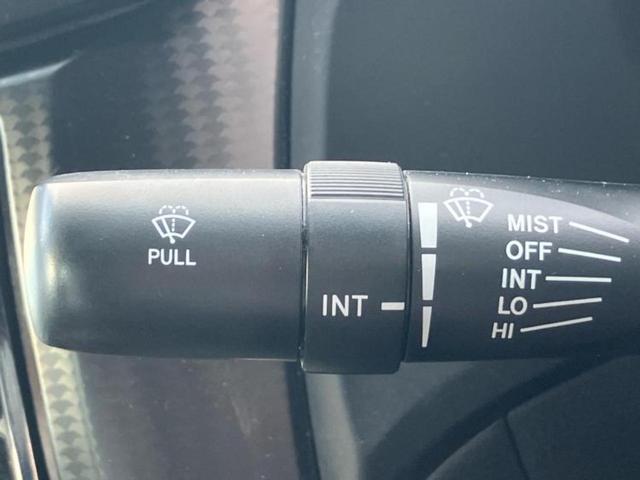 PULL
INT
MIST
OFF
INT
LO
HI